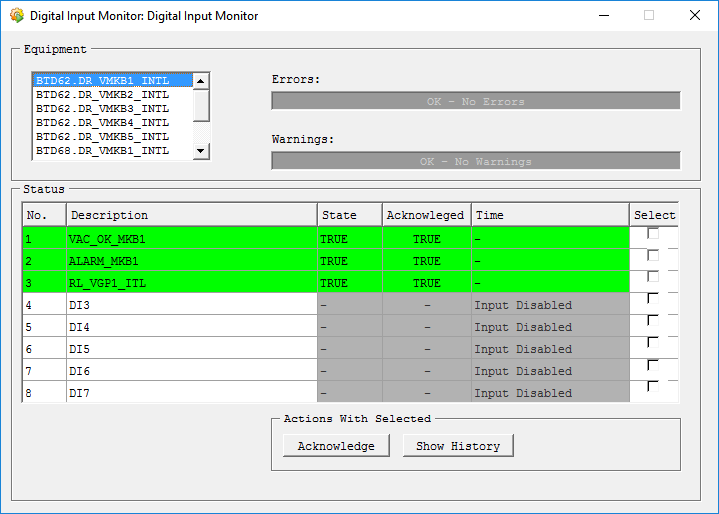 Digital Input Monitor: Digital Input Monitor
Equipment
BTD62.DR_VMKB1_INTL
BTD62.DR_VMKB2_INTL
BTD62.DR_VMKB3_INTL
BTD62.DR_VMKB4_INTL
BTD62.DR_VMKB5_INTL
BTD68.DR_VMKB1_INTL
Errors:
OK - No Errors
Warnings:
OK - No Warnings
Status
No. Description State Acknowleged Time Select
1 VAC_OK_MKB1 TRUE TRUE -
2 ALARM_MKB1 TRUE TRUE -
3 RL_VGP1_ITL TRUE TRUE -
4 DI3 - - Input Disabled
5 DI4 - - Input Disabled
6 DI5 - - Input Disabled
7 DI6 - - Input Disabled
8 DI7 - - Input Disabled
Actions With Selected
Acknowledge Show History